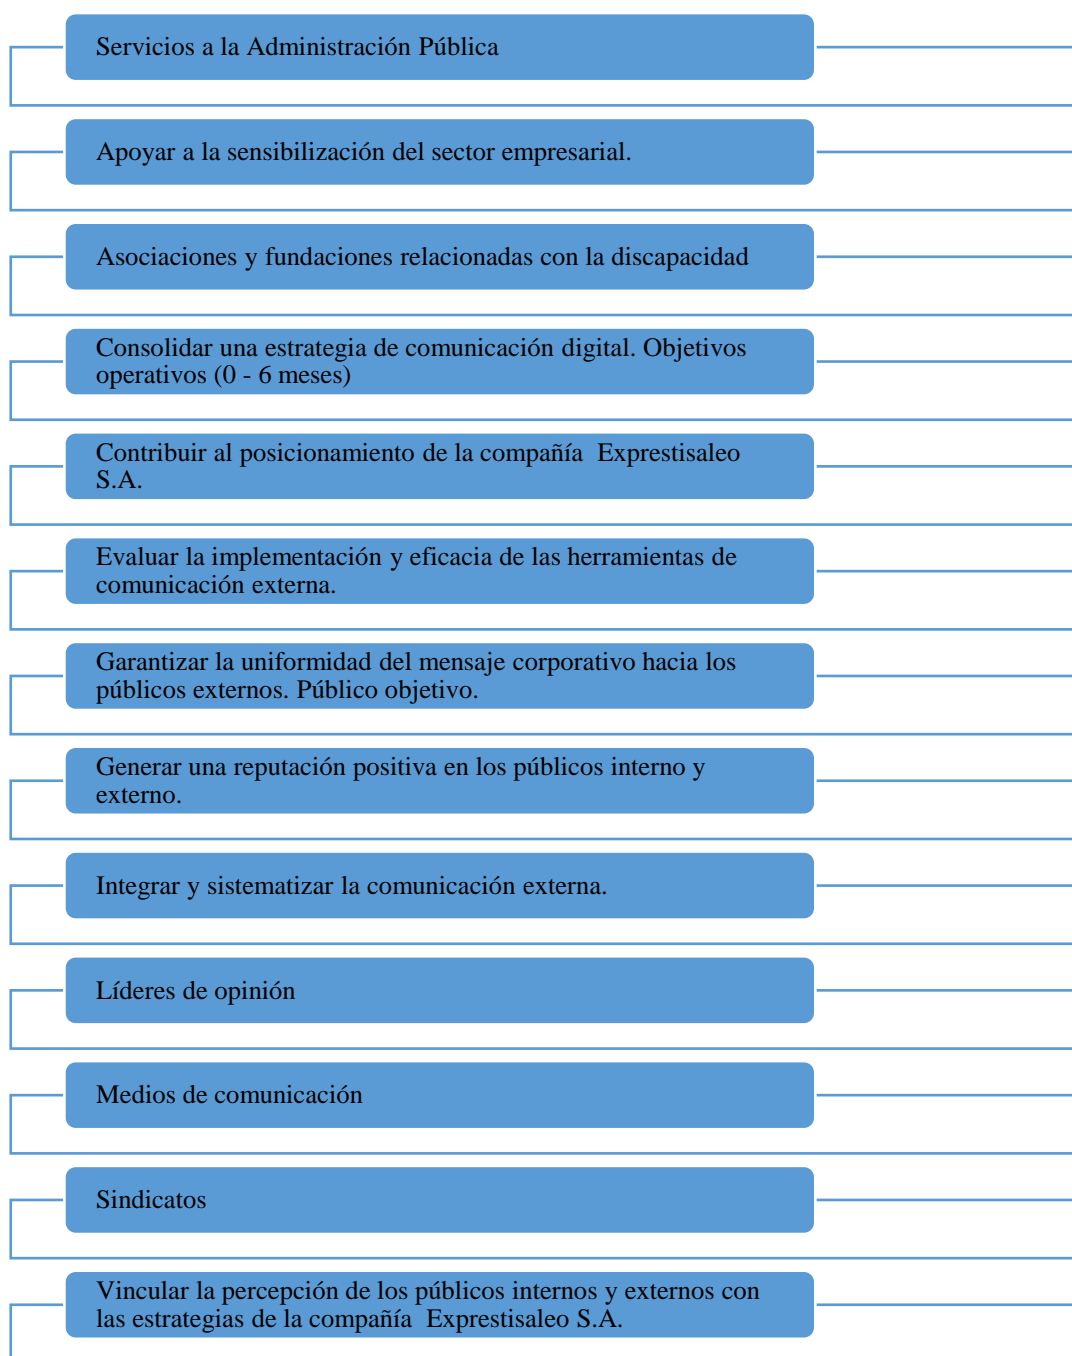 Servicios a la Administración Pública
Apoyar a la sensibilización del sector empresarial.
Asociaciones y fundaciones relacionadas con la discapacidad
Consolidar una estrategia de comunicación digital. Objetivos
operativos (0 - 6 meses)
Contribuir al posicionamiento de la compañía  Exprestisaleo
S.A.
Evaluar la implementación y eficacia de las herramientas de
comunicación externa.
Garantizar la uniformidad del mensaje corporativo hacia los
públicos externos. Público objetivo.
Generar una reputación positiva en los públicos interno y
externo.
Integrar y sistematizar la comunicación externa.
Líderes de opinión
Medios de comunicación
Sindicatos
Vincular la percepción de los públicos internos y externos con
las estrategias de la compañía  Exprestisaleo S.A.